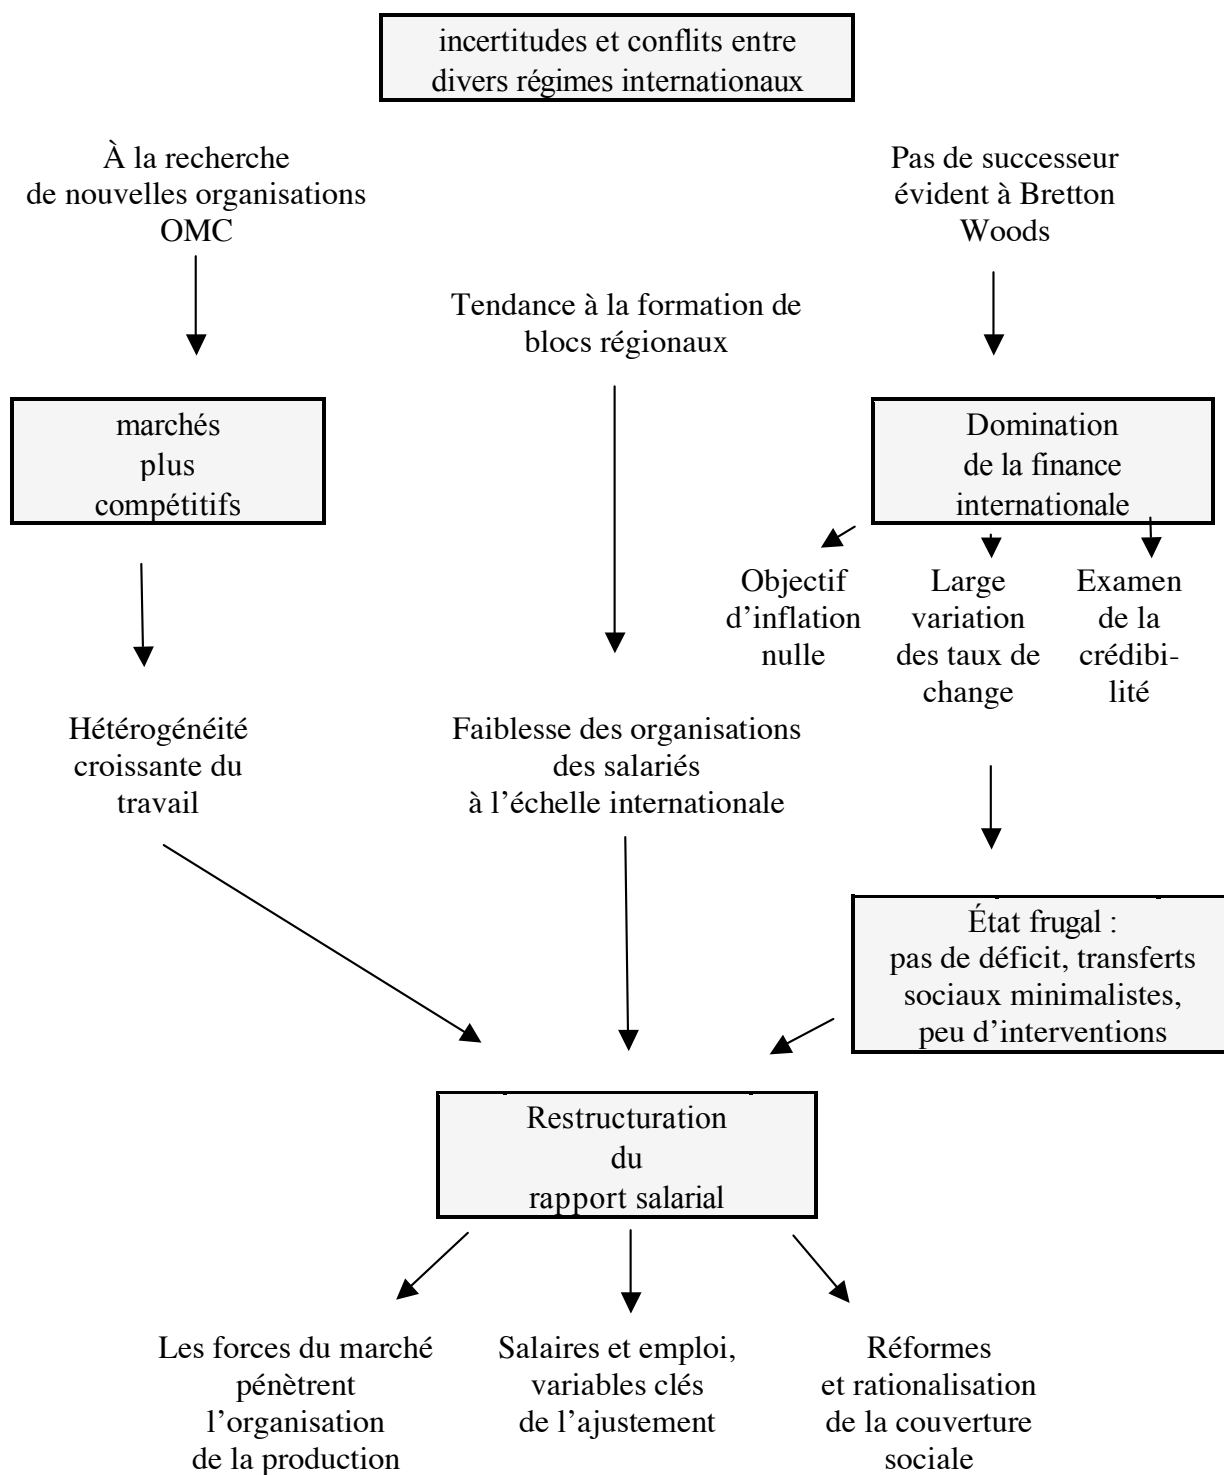 incertitudes et conflits entre
divers régimes internationaux
À la recherche
de nouvelles organisations
OMC
Pas de successeur
évident à Bretton
Woods
Tendance à la formation de
blocs régionaux
marchés
plus
compétitifs
Domination
de la finance
internationale
Objectif
d’inflation
nulle
Large
variation
des taux de
change
Examen
de la
crédibi-
lité
Hétérogénéité
croissante du
travail
Faiblesse des organisations
des salariés
à l’échelle internationale
État frugal :
pas de déficit, transferts
sociaux minimalistes,
peu d’interventions
Restructuration
du
rapport salarial
Les forces du marché
pénètrent
l’organisation
de la production
Salaires et emploi,
variables clés
de l’ajustement
Réformes
et rationalisation
de la couverture
sociale